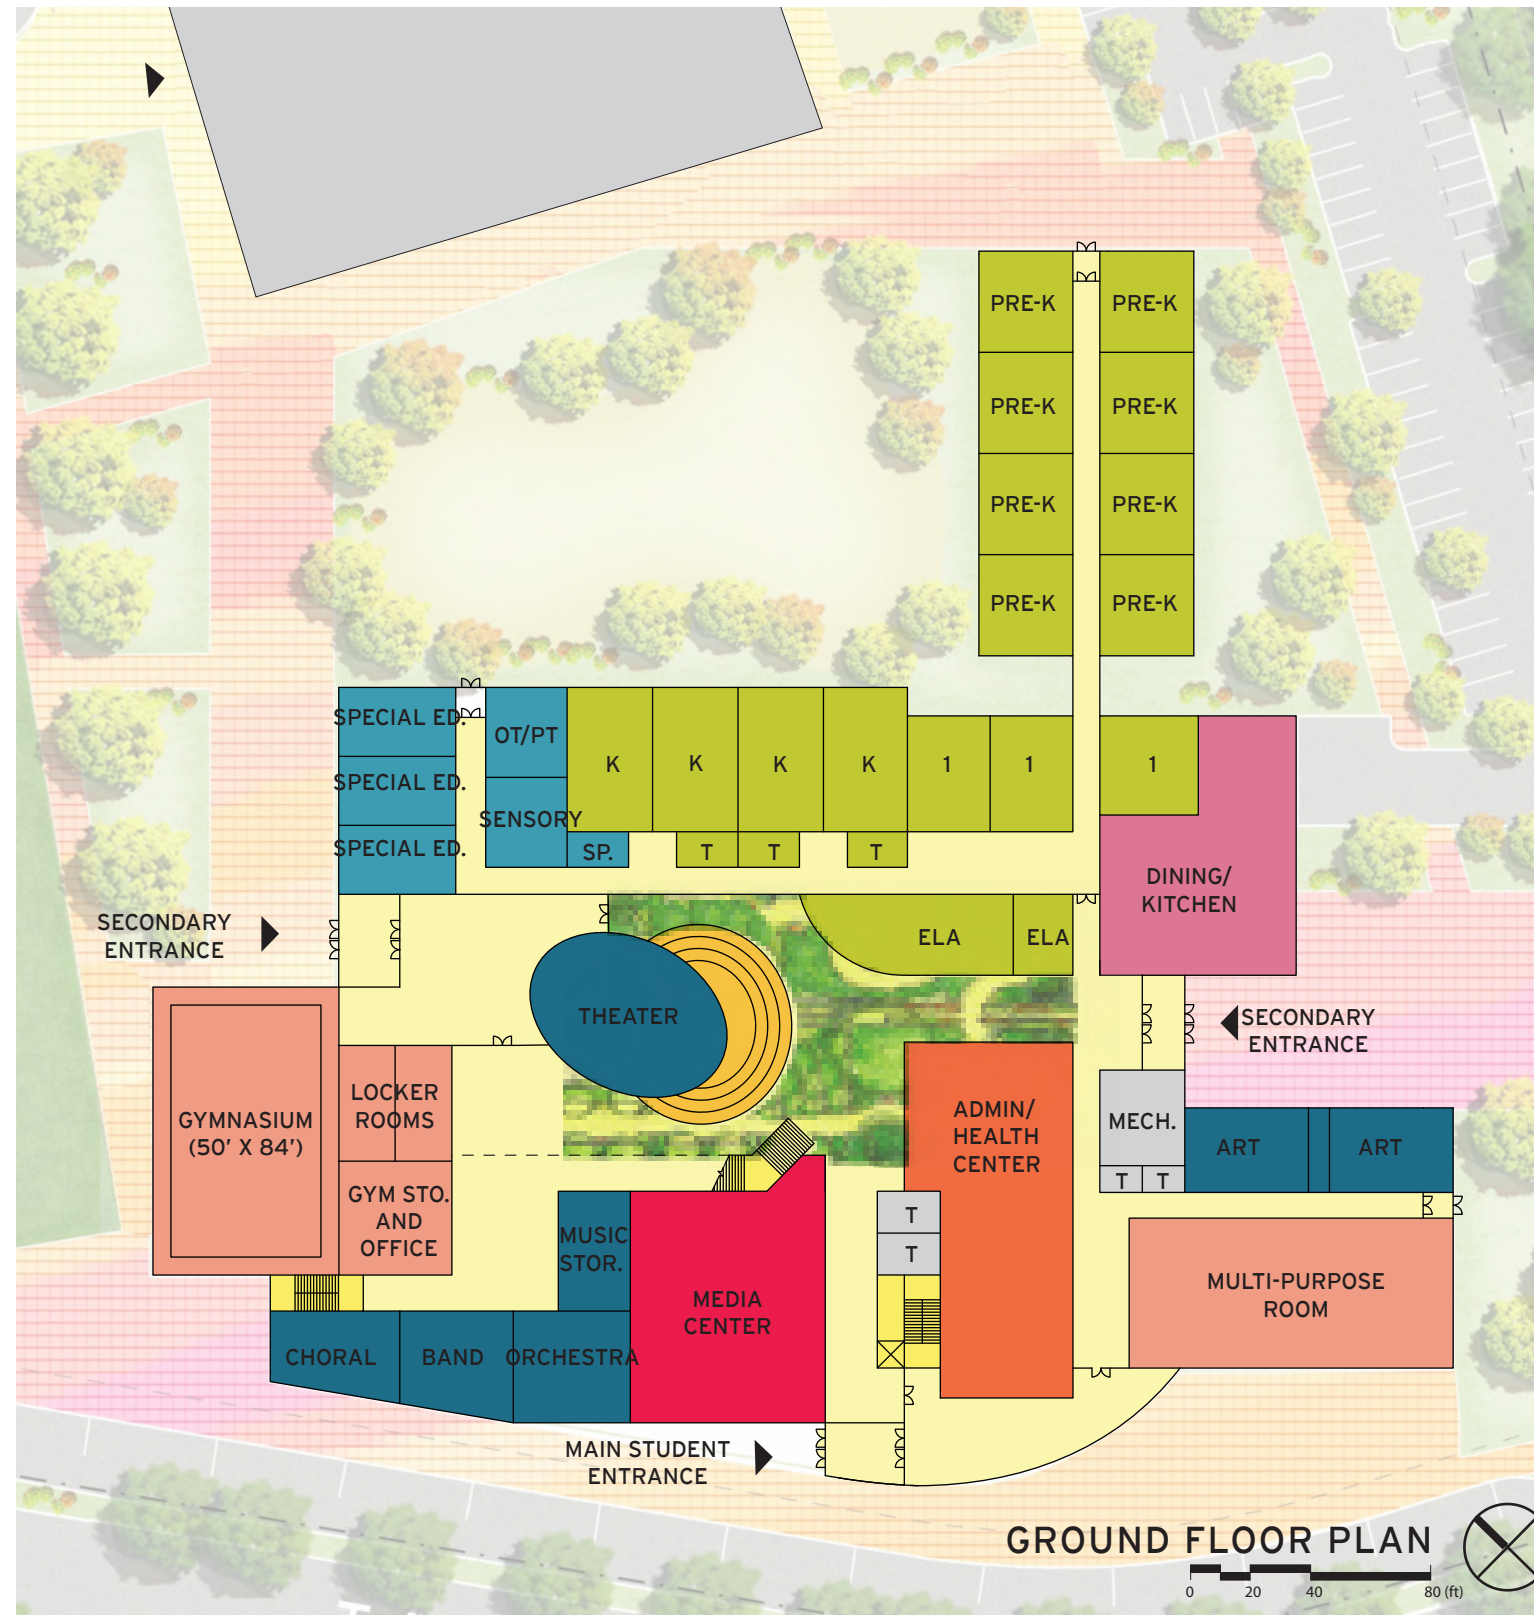 PRE-K
PRE-K
PRE-K
PRE-K
PRE-K
PRE-K
PRE-K
PRE-K
SPECIAL ED.
OT/PT
SPECIAL ED.
SENSORY
SPECIAL ED.
SP.
K
K
K
K
1
1
1
T
T
T
DINING/
KITCHEN
ELA
ELA
SECONDARY
ENTRANCE
THEATER
SECONDARY
ENTRANCE
GYMNASIUM
(50' X 84')
LOCKER
ROOMS
GYM STO.
AND
OFFICE
ADMIN/
HEALTH
CENTER
MECH.
T
T
ART
ART
MUSIC
STOR.
T
T
MEDIA
CENTER
MULTI-PURPOSE
ROOM
CHORAL
BAND
ORCHESTRA
MAIN STUDENT
ENTRANCE
GROUND FLOOR PLAN
0 20 40 80 (ft)